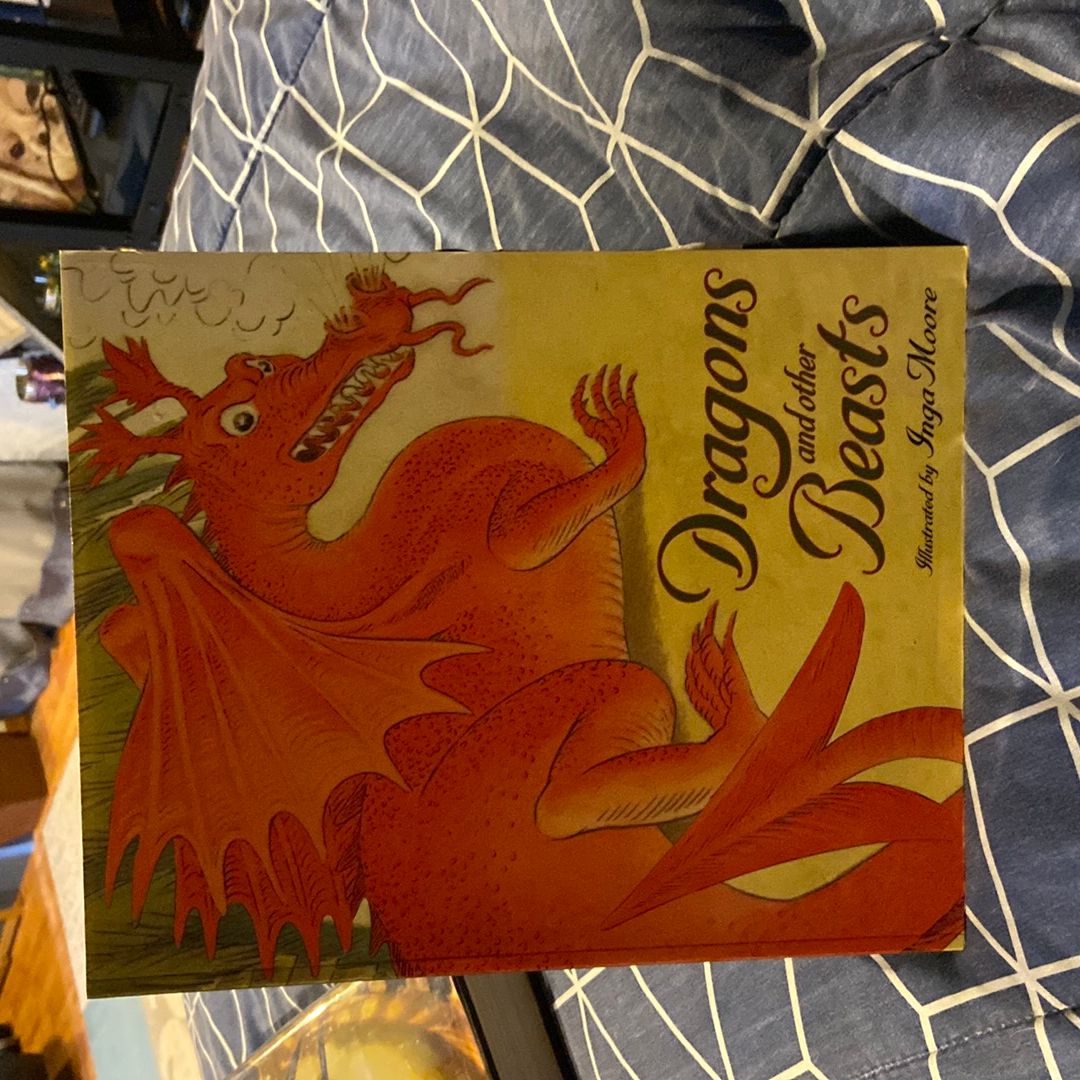 Dragons
and other
Beasts
Illustrated by Inga Moore